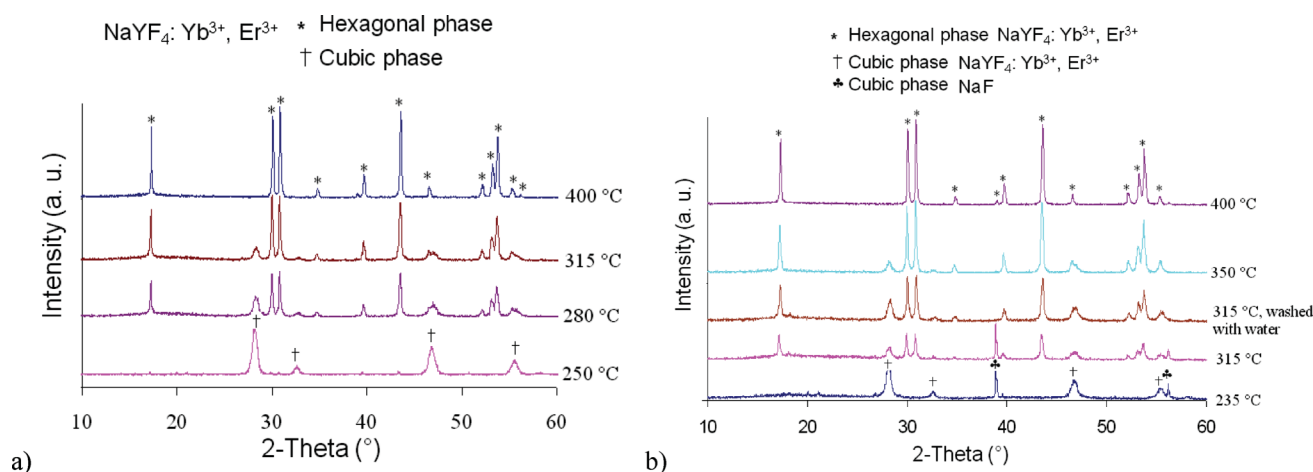 NaYF₄: Yb³⁺, Er³⁺
* Hexagonal phase
† Cubic phase
Intensity (a. u.)
* * * * * * * * * * *
400 °C
315 °C
280 °C
† † † †
250 °C
10 20 30 40 50 60
2-Theta (°)
a)
* Hexagonal phase NaYF₄: Yb³⁺, Er³⁺
† Cubic phase NaYF₄: Yb³⁺, Er³⁺
♣ Cubic phase NaF
Intensity (a. u.)
* * * * * * * * * * * *
400 °C
350 °C
315 °C, washed
with water
315 °C
† † ♣ † † ♣
235 °C
10 20 30 40 50 60
2-Theta (°)
b)